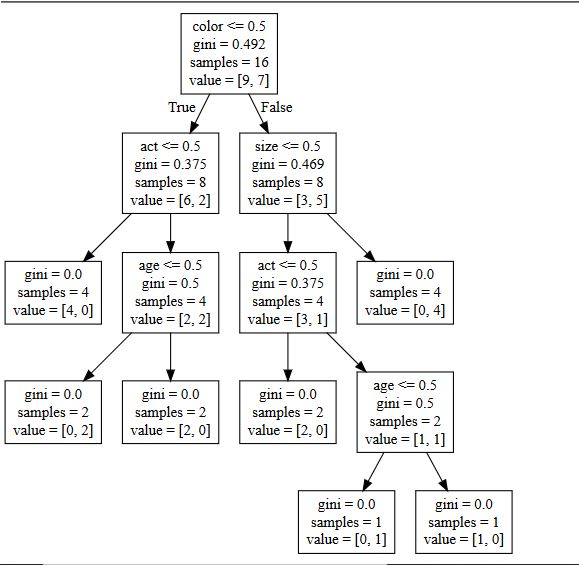 color <= 0.5
gini = 0.492
samples = 16
value = [9, 7]
True
False
act <= 0.5
gini = 0.375
samples = 8
value = [6, 2]
size <= 0.5
gini = 0.469
samples = 8
value = [3, 5]
gini = 0.0
samples = 4
value = [4, 0]
age <= 0.5
gini = 0.5
samples = 4
value = [2, 2]
act <= 0.5
gini = 0.375
samples = 4
value = [3, 1]
gini = 0.0
samples = 4
value = [0, 4]
gini = 0.0
samples = 2
value = [0, 2]
gini = 0.0
samples = 2
value = [2, 0]
gini = 0.0
samples = 2
value = [2, 0]
age <= 0.5
gini = 0.5
samples = 2
value = [1, 1]
gini = 0.0
samples = 1
value = [0, 1]
gini = 0.0
samples = 1
value = [1, 0]